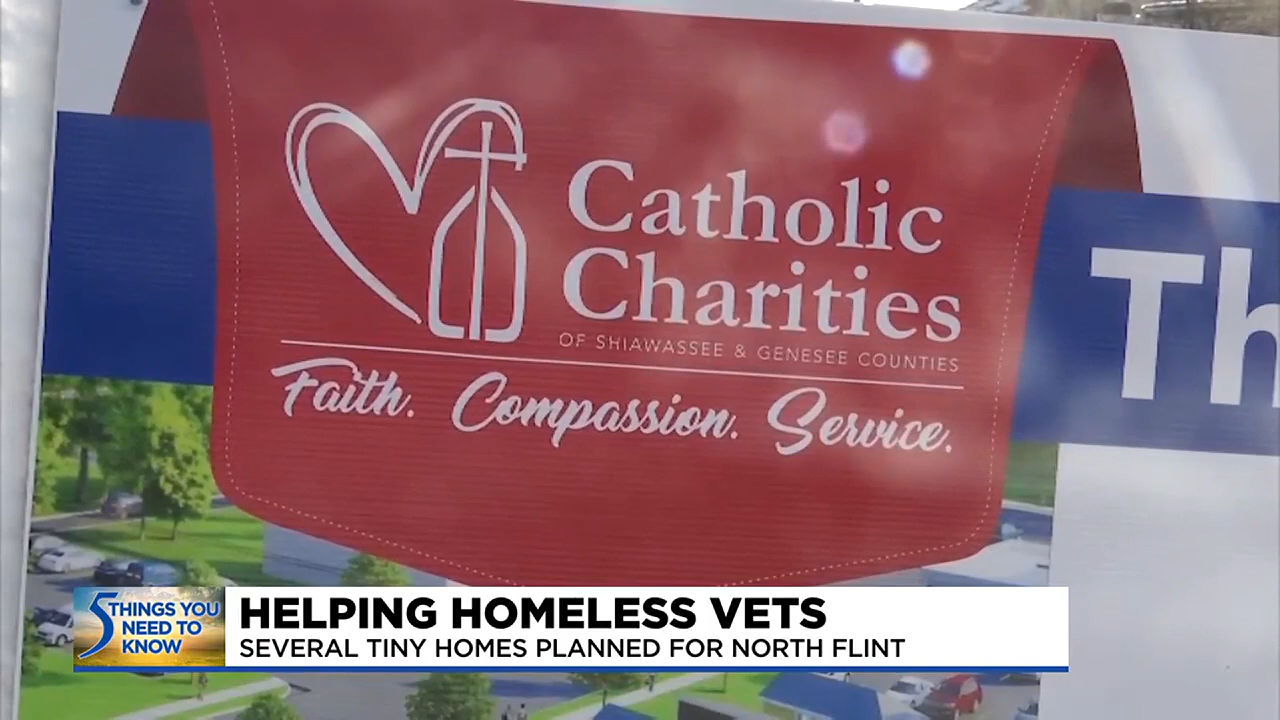 Catholic
Charities
OF SHIAWASSEE & GENESEE COUNTIES
Faith. Compassion. Service.
Th
5 THINGS YOU
NEED TO
KNOW
HELPING HOMELESS VETS
SEVERAL TINY HOMES PLANNED FOR NORTH FLINT